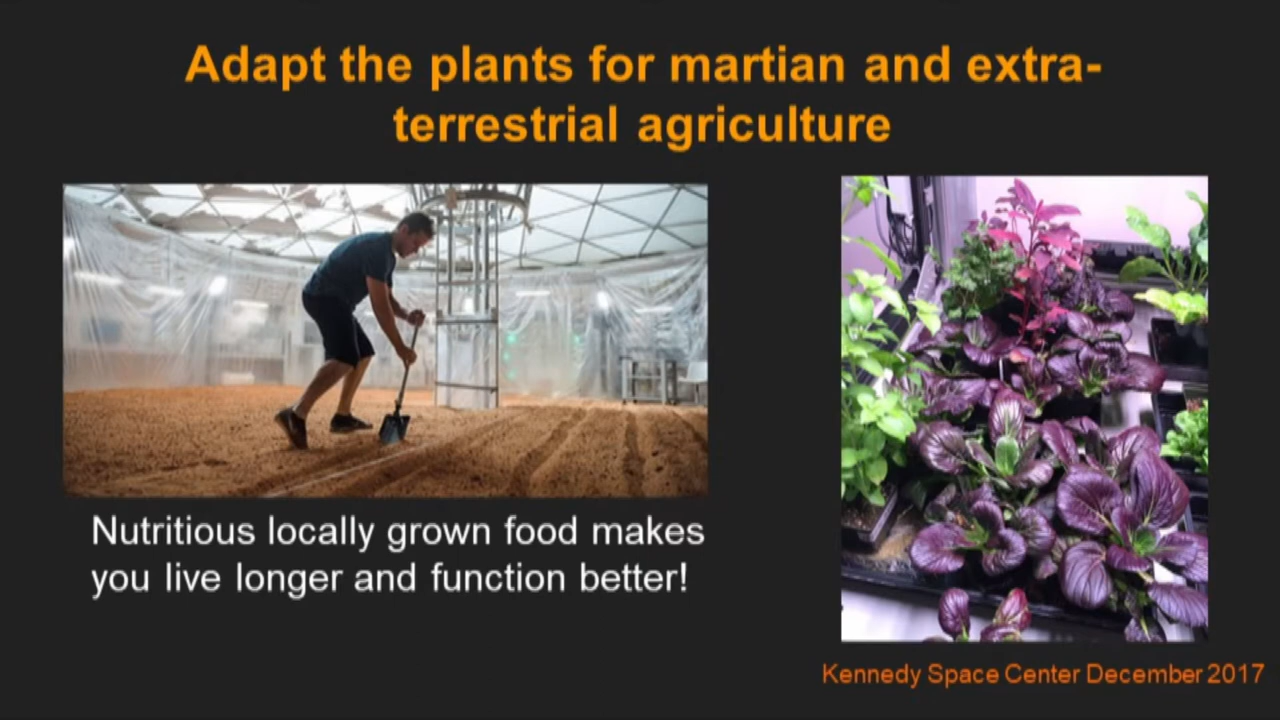 Adapt the plants for martian and extra-
terrestrial agriculture
Nutritious locally grown food makes
you live longer and function better!
Kennedy Space Center December 2017